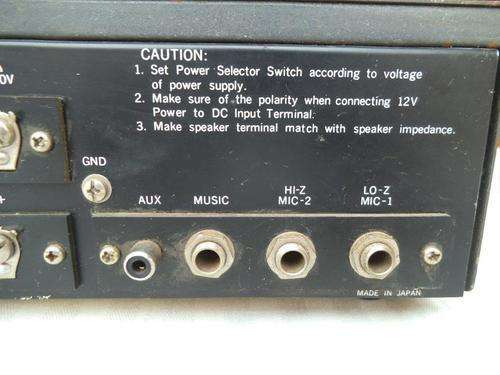 CAUTION:
1. Set Power Selector Switch according to voltage
of power supply.
2. Make sure of the polarity when connecting 12V
Power to DC Input Terminal.
3. Make speaker terminal match with speaker impedance.
GND
+
AUX
MUSIC
HI-Z
MIC-2
LO-Z
MIC-1
MADE IN JAPAN